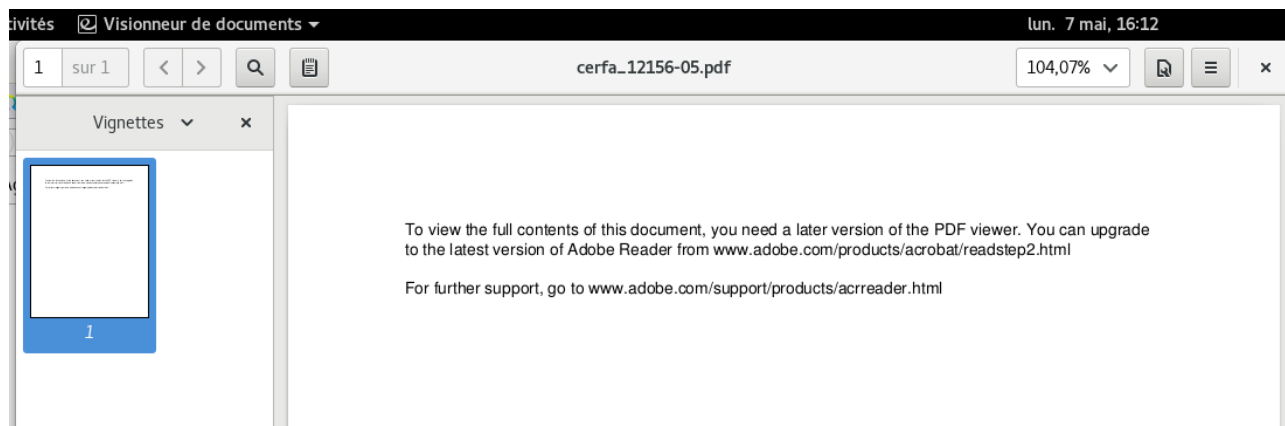 tivités Visionneur de documents lun. 7 mai, 16:12
1 sur 1 cerfa_12156-05.pdf 104,07%
Vignettes
To view the full contents of this document, you need a later version of the PDF viewer. You can upgrade
to the latest version of Adobe Reader from www.adobe.com/products/acrobat/readstep2.html
For further support, go to www.adobe.com/support/products/acrreader.html
1